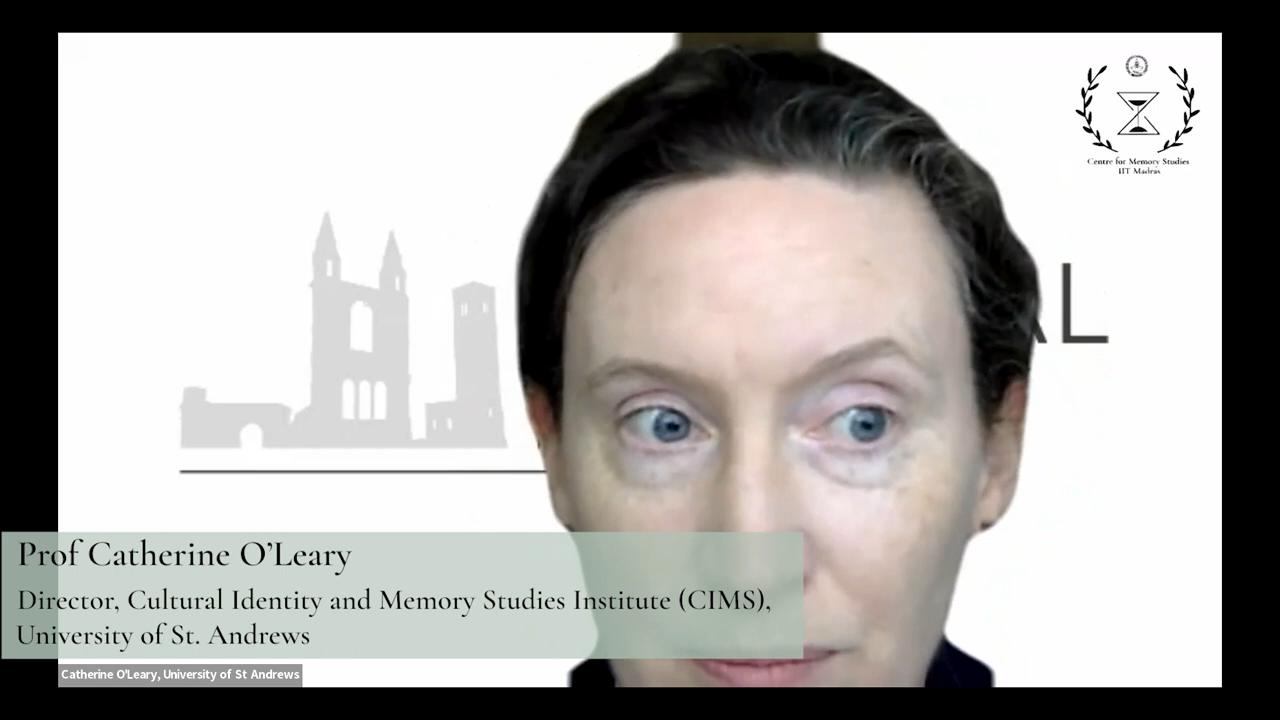 Centre for Memory Studies
IIT Madras
AL
Prof Catherine O’Leary
Director, Cultural Identity and Memory Studies Institute (CIMS),
University of St. Andrews
Catherine O'Leary, University of St Andrews